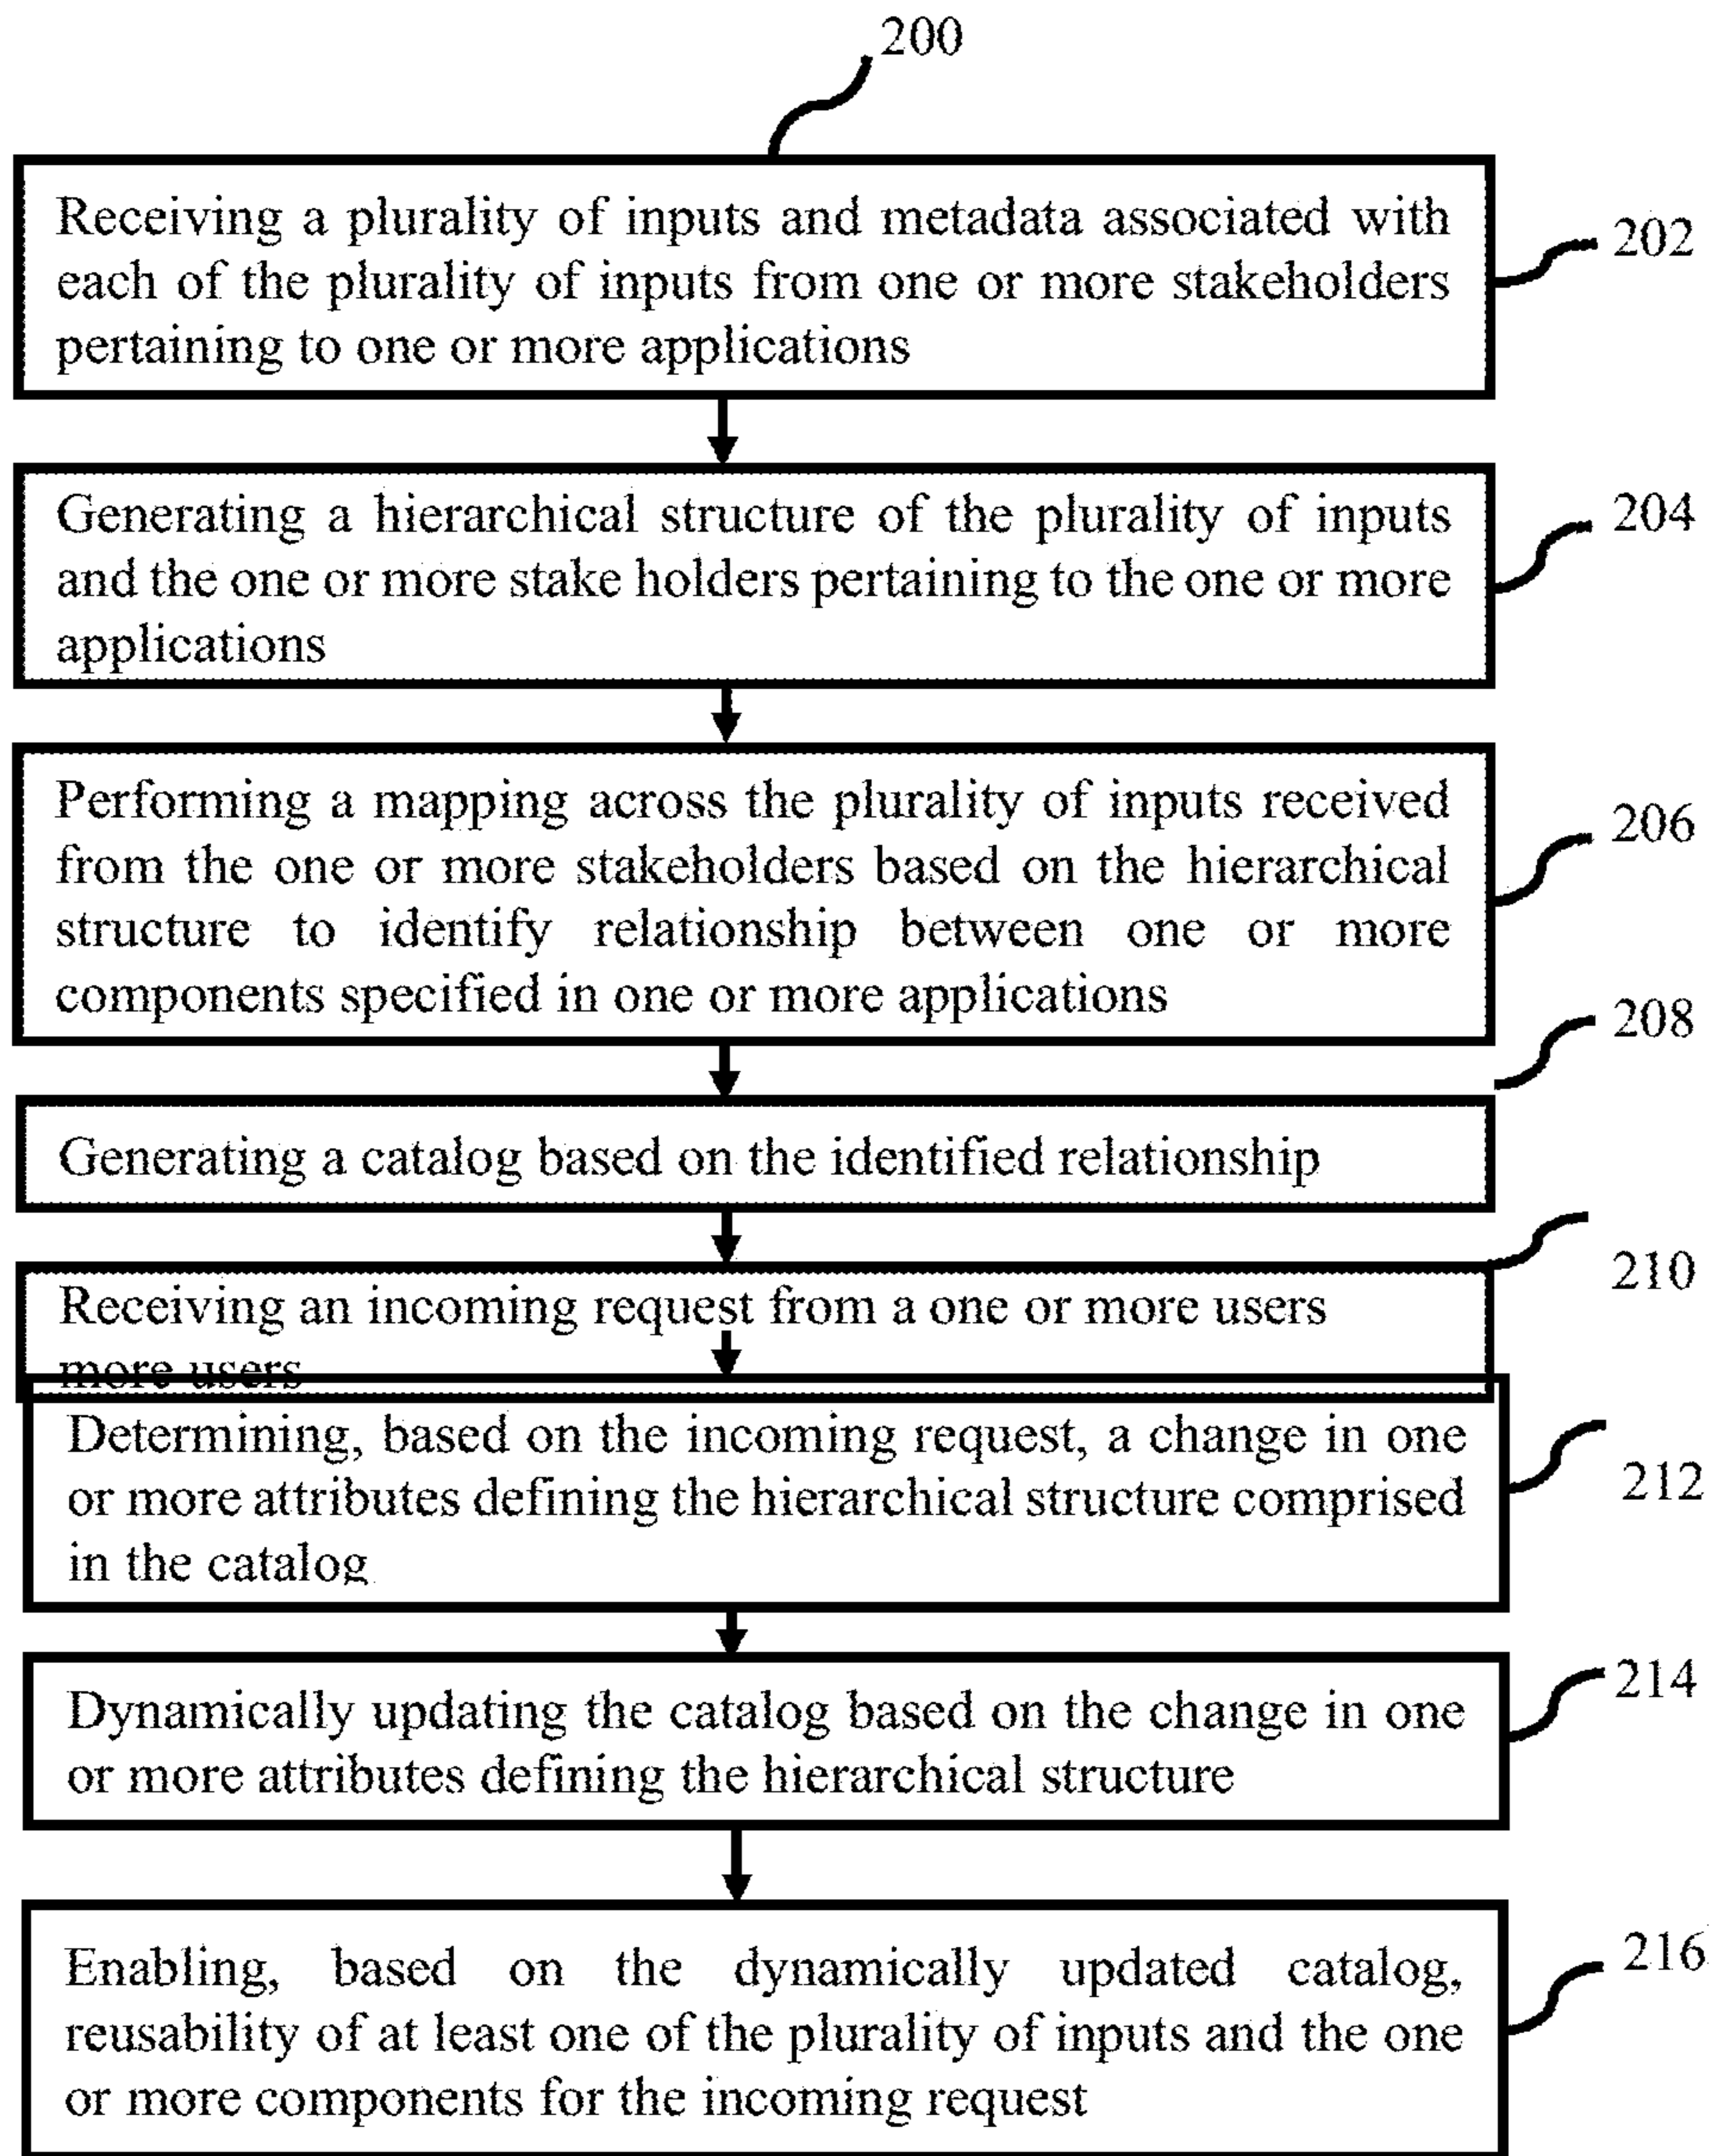 200
Receiving a plurality of inputs and metadata associated with
each of the plurality of inputs from one or more stakeholders
pertaining to one or more applications
202
Generating a hierarchical structure of the plurality of inputs
and the one or more stake holders pertaining to the one or more
applications
204
Performing a mapping across the plurality of inputs received
from the one or more stakeholders based on the hierarchical
structure to identify relationship between one or more
components specified in one or more applications
206
208
Generating a catalog based on the identified relationship
210
Receiving an incoming request from a one or more users
more users
Determining, based on the incoming request, a change in one
or more attributes defining the hierarchical structure comprised
in the catalog
212
Dynamically updating the catalog based on the change in one
or more attributes defining the hierarchical structure
214
Enabling, based on the dynamically updated catalog,
reusability of at least one of the plurality of inputs and the one
or more components for the incoming request
216